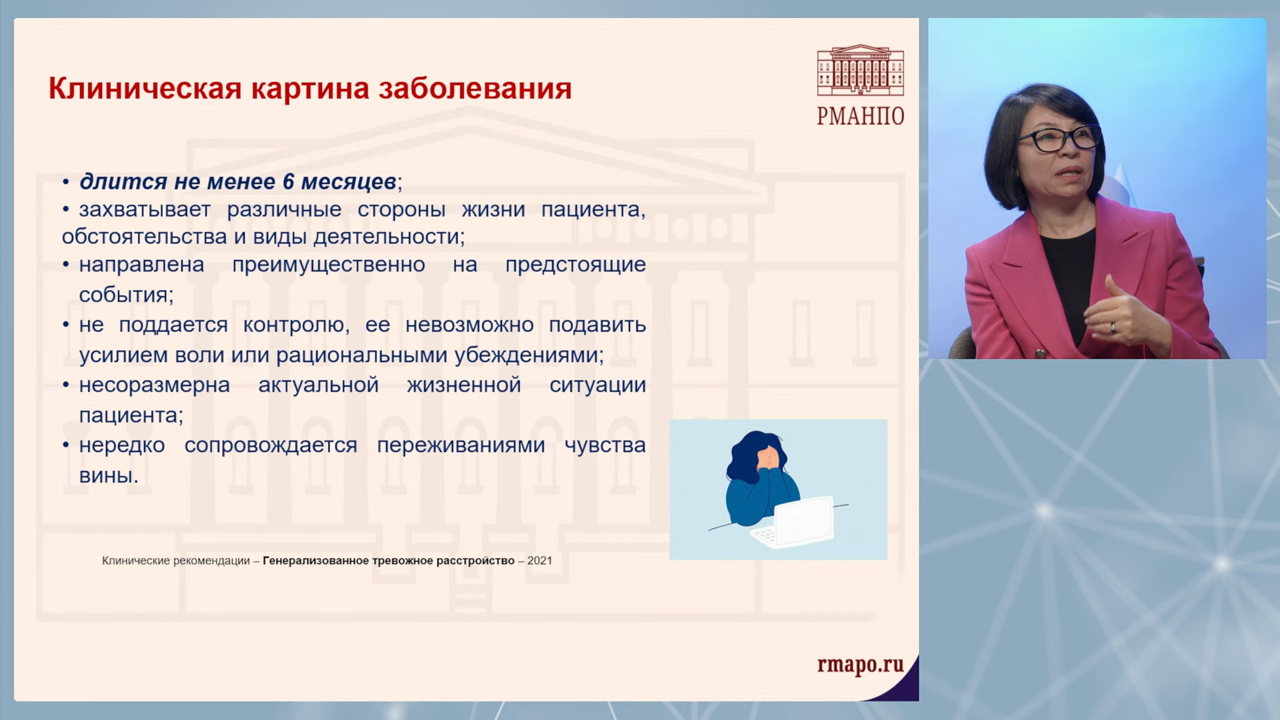 Клиническая картина заболевания
РМАНПО
• длится не менее 6 месяцев;
• захватывает различные стороны жизни пациента,
обстоятельства и виды деятельности;
• направлена преимущественно на предстоящие
события;
• не поддается контролю, ее невозможно подавить
усилием воли или рациональными убеждениями;
• несоразмерна актуальной жизненной ситуации
пациента;
• нередко сопровождается переживаниями чувства
вины.
Клинические рекомендации – Генерализованное тревожное расстройство – 2021
rmapo.ru